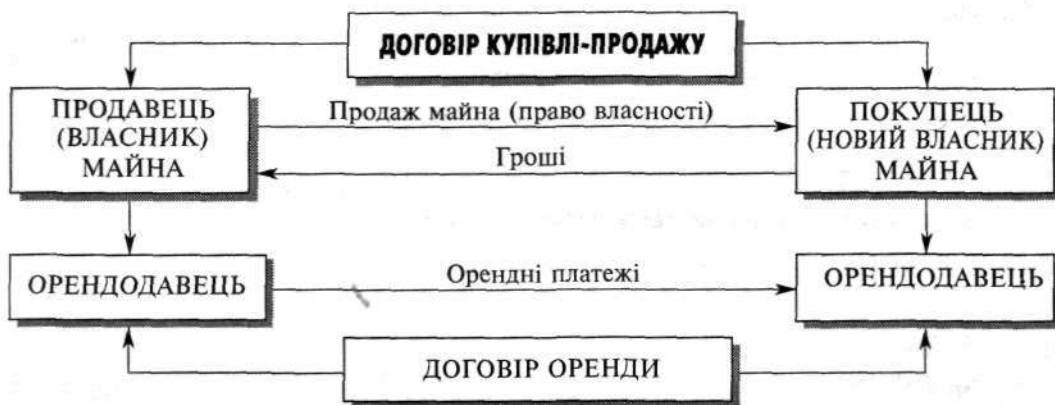 ДОГОВІР КУПІВЛІ-ПРОДАЖУ
ПРОДАВЕЦЬ
(ВЛАСНИК)
МАЙНА
Продаж майна (право власності)
Гроші
ПОКУПЕЦЬ
(НОВИЙ ВЛАСНИК)
МАЙНА
ОРЕНДОДАВЕЦЬ
Орендні платежі
ОРЕНДОДАВЕЦЬ
ДОГОВІР ОРЕНДИ